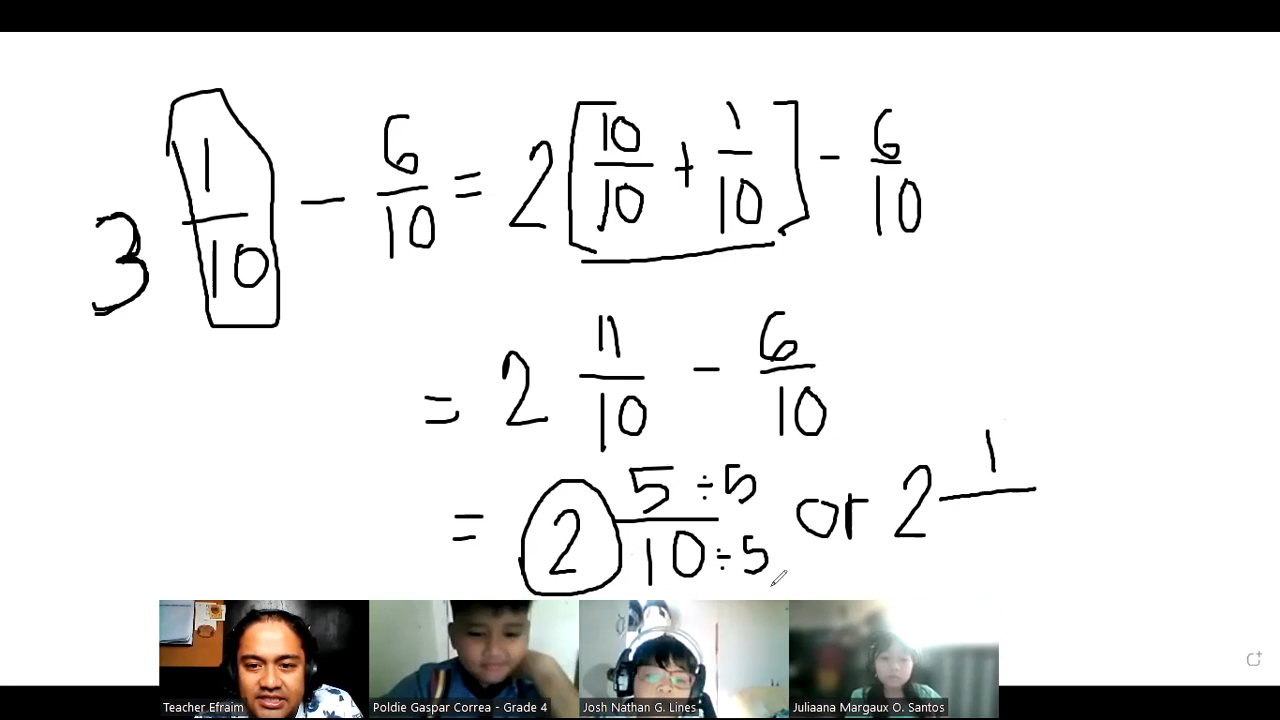 3 1/10 - 6/10 = 2 [10/10 + 1/10] - 6/10
= 2 11/10 - 6/10
= 2 5÷5/10÷5 or 2 1/
Teacher Efraim
Poldie Gaspar Correa - Grade 4
Josh Nathan G. Lines
Juliaana Margaux O. Santos